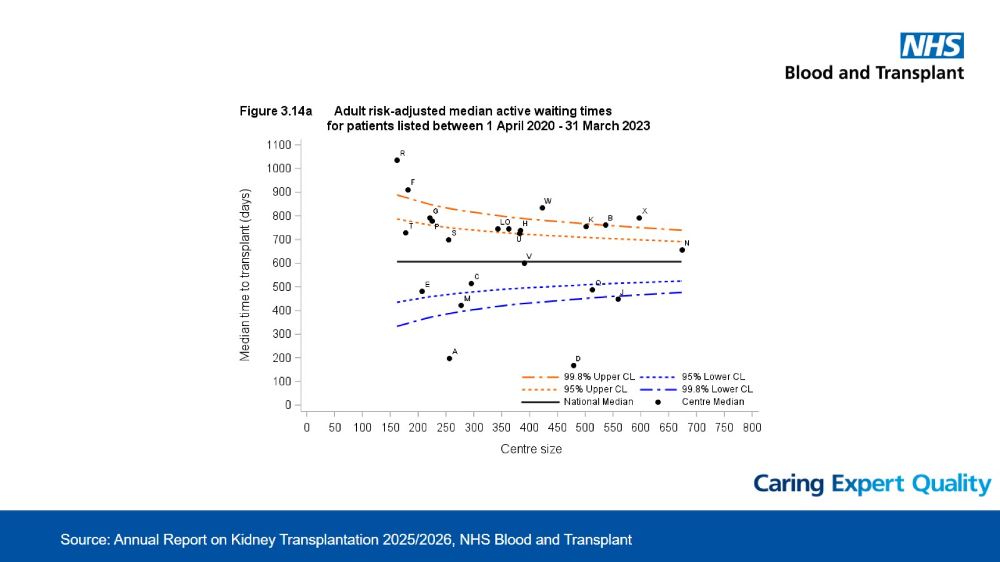 NHS
Blood and Transplant
Figure 3.14a Adult risk-adjusted median active waiting times
for patients listed between 1 April 2020 - 31 March 2023
Median time to transplant (days)
1100
1000
900
800
700
600
500
400
300
200
100
0
R
F
W
G
X
K
B
LO
H
T
P
S
U
N
V
C
E
Q
J
M
A
D
99.8% Upper CL
95% Lower CL
95% Upper CL
99.8% Lower CL
National Median
Centre Median
0 50 100 150 200 250 300 350 400 450 500 550 600 650 700 750 800
Centre size
Caring Expert Quality
Source: Annual Report on Kidney Transplantation 2025/2026, NHS Blood and Transplant